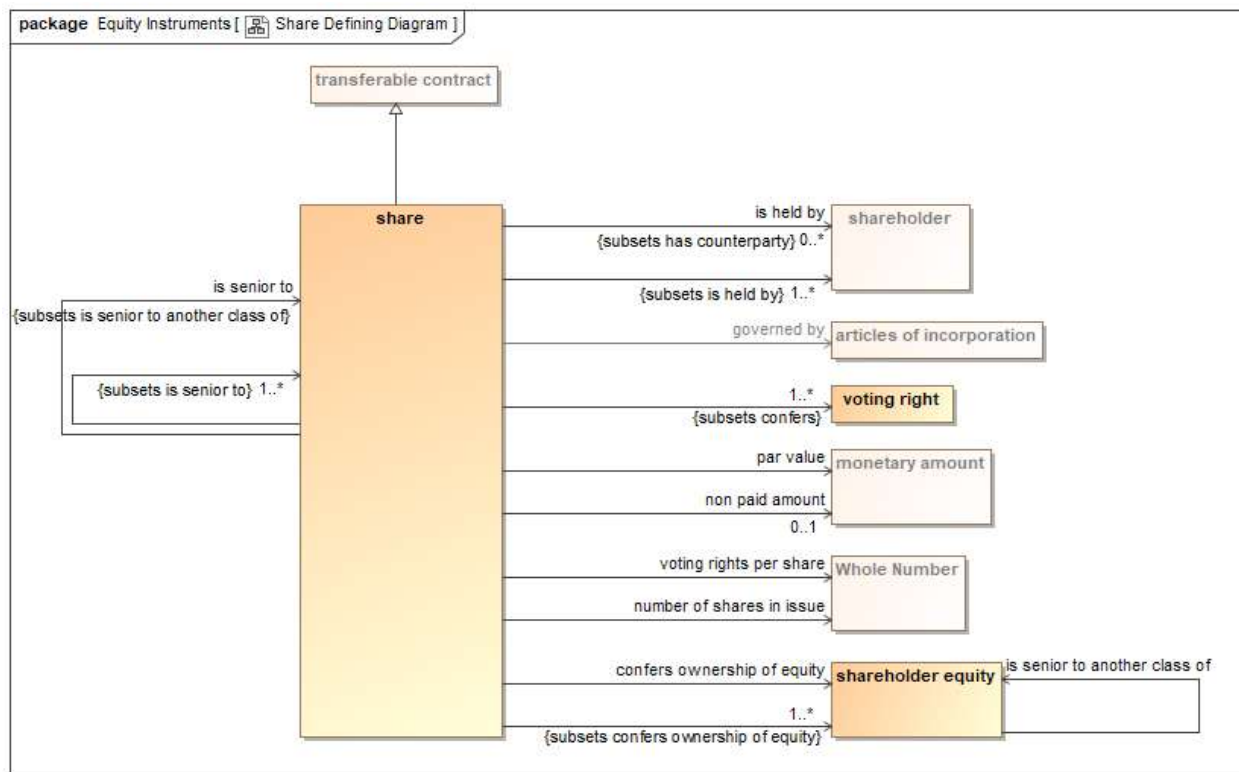 package Equity Instruments [ Share Defining Diagram ]
transferable contract
share
is held by
{subsets has counterparty} 0..*
shareholder
{subsets is held by} 1..*
is senior to
{subsets is senior to another class of}
governed by
articles of incorporation
{subsets is senior to} 1..*
1..*
{subsets confers}
voting right
par value
monetary amount
non paid amount
0..1
voting rights per share
Whole Number
number of shares in issue
confers ownership of equity
shareholder equity
is senior to another class of
1..*
{subsets confers ownership of equity}